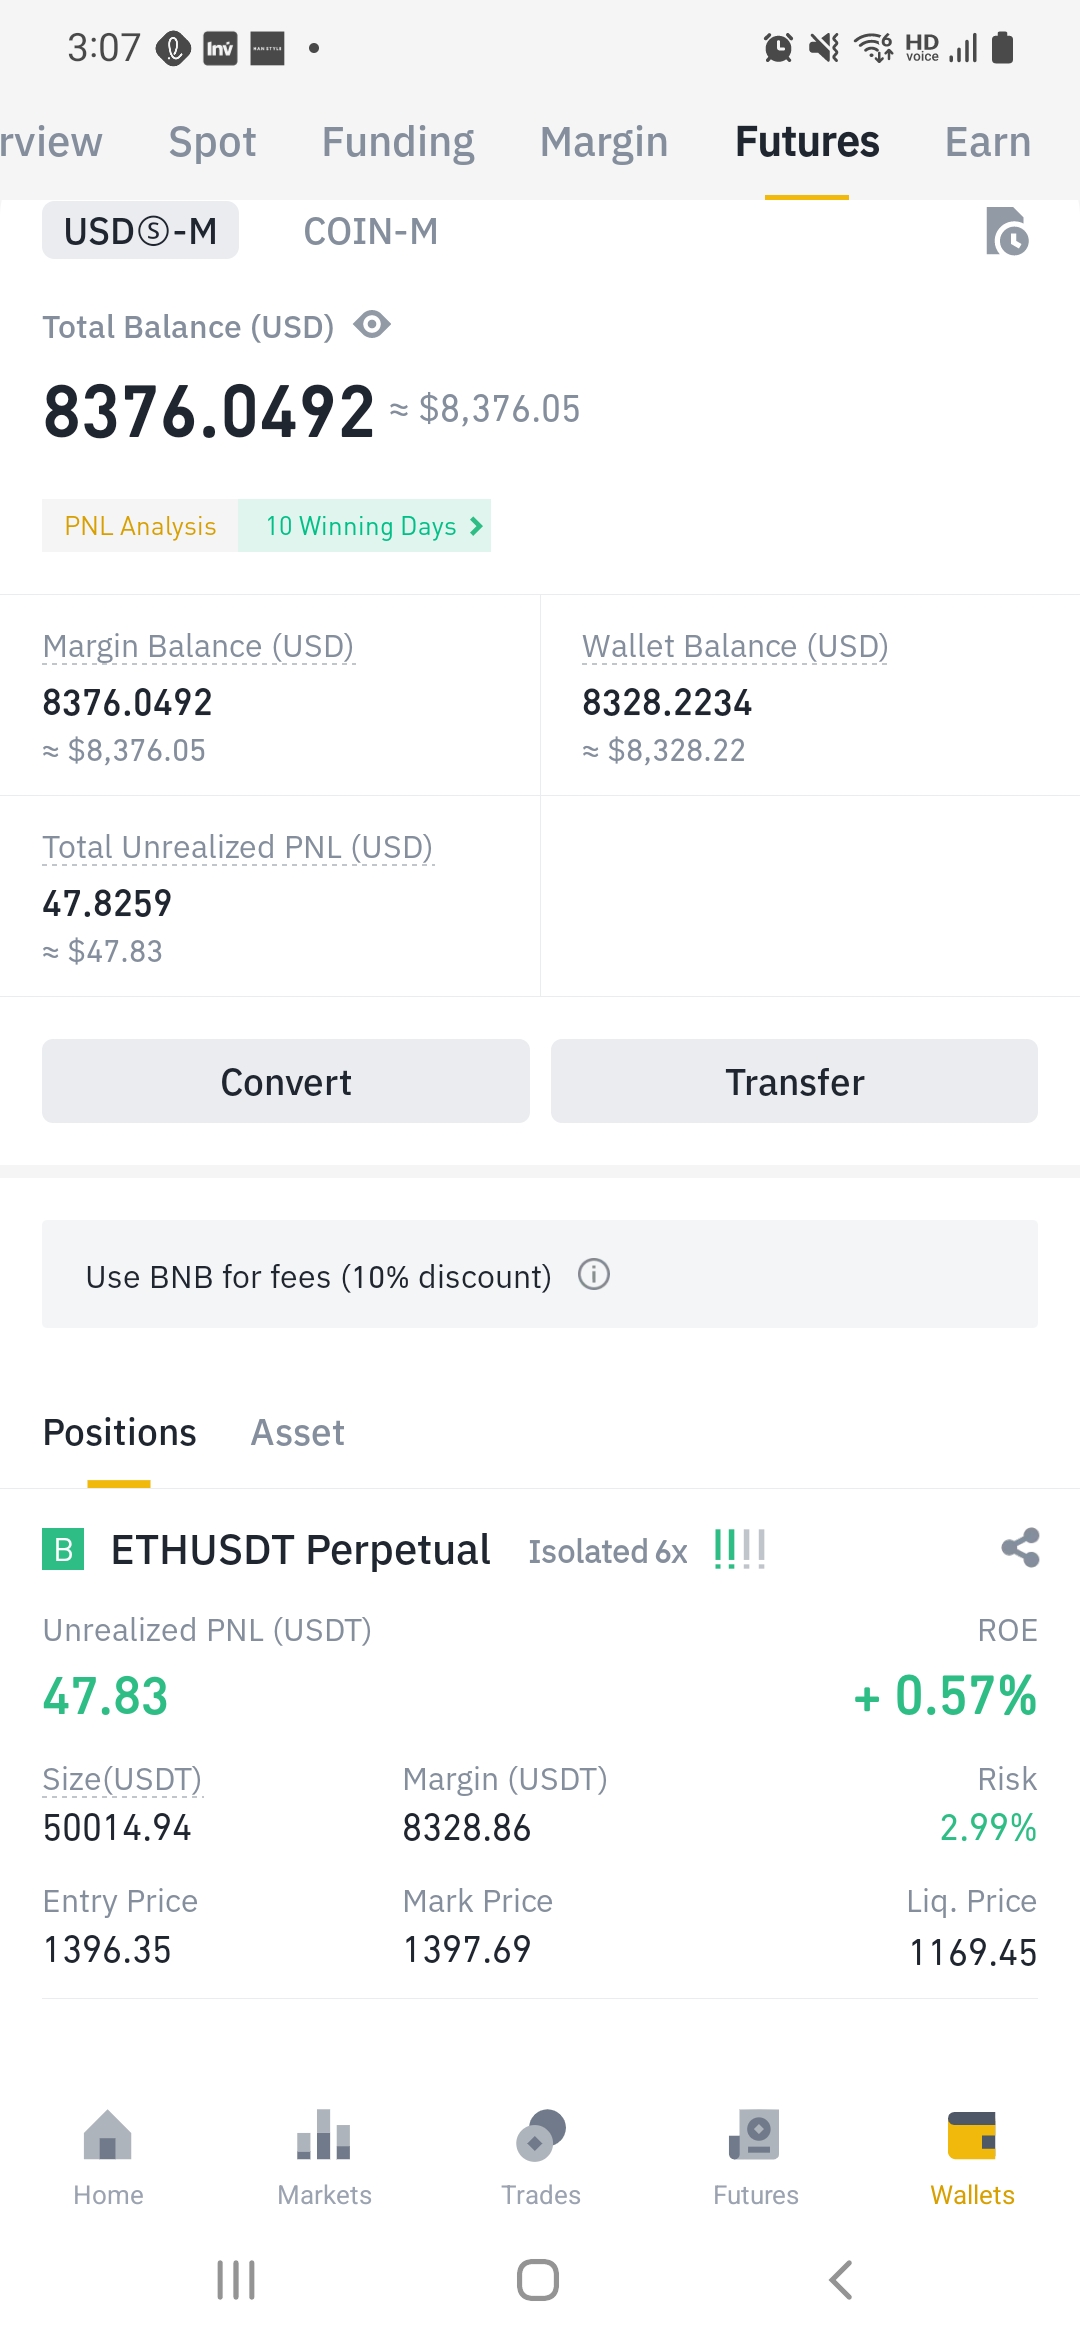 3:07 Inv HAN STYLE HD voice
rview Spot Funding Margin Futures Earn
USDⓈ-M COIN-M
Total Balance (USD)
8376.0492 ≈ $8,376.05
PNL Analysis 10 Winning Days
Margin Balance (USD) Wallet Balance (USD)
8376.0492 8328.2234
≈ $8,376.05 ≈ $8,328.22
Total Unrealized PNL (USD)
47.8259
≈ $47.83
Convert Transfer
Use BNB for fees (10% discount)
Positions Asset
B ETHUSDT Perpetual Isolated 6x
Unrealized PNL (USDT) ROE
47.83 + 0.57%
Size(USDT) Margin (USDT) Risk
50014.94 8328.86 2.99%
Entry Price Mark Price Liq. Price
1396.35 1397.69 1169.45
Home Markets Trades Futures Wallets